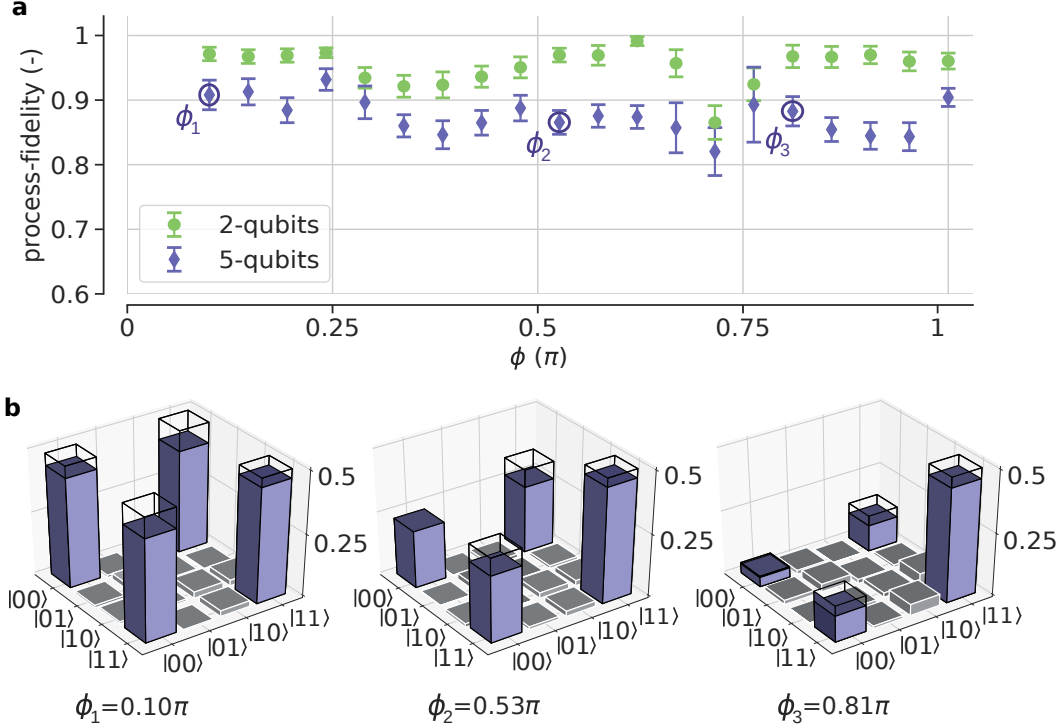 a
process-fidelity (-)
1
0.9
0.8
0.7
0.6
ϕ1
ϕ2
ϕ3
2-qubits
5-qubits
0 0.25 0.5 0.75 1
ϕ (π)
b
0.5
0.25
|00⟩
|01⟩
|10⟩
|11⟩
|00⟩
|01⟩
|10⟩
|11⟩
ϕ1=0.10π
0.5
0.25
|00⟩
|01⟩
|10⟩
|11⟩
|00⟩
|01⟩
|10⟩
|11⟩
ϕ2=0.53π
0.5
0.25
|00⟩
|01⟩
|10⟩
|11⟩
|00⟩
|01⟩
|10⟩
|11⟩
ϕ3=0.81π